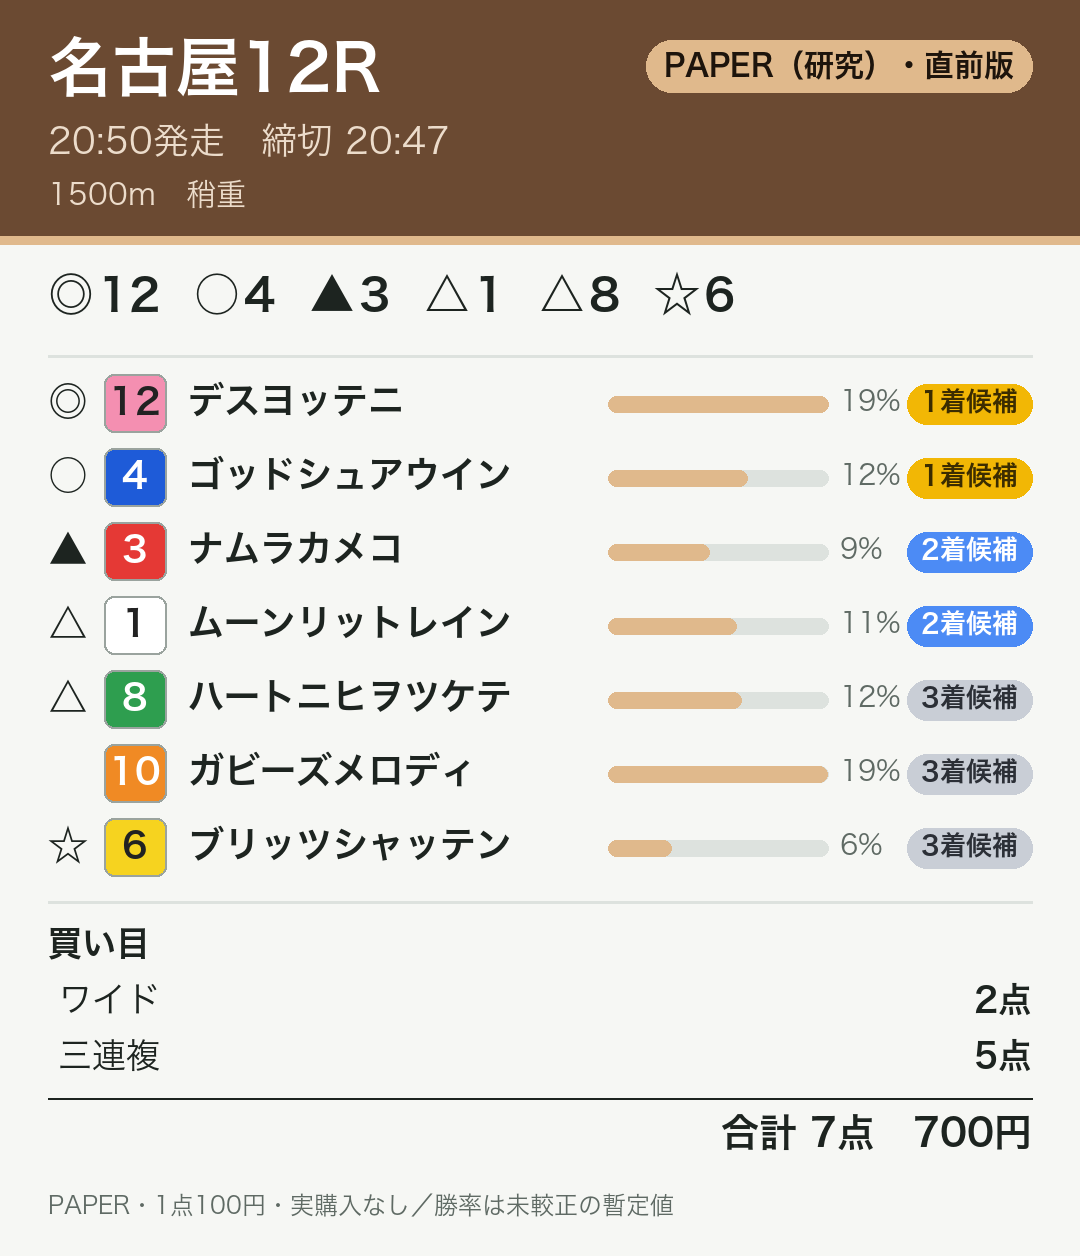 名古屋12R
PAPER（研究）・直前版
20:50発走　締切 20:47
1500m　稍重
◎12 ○4 ▲3 △1 △8 ☆6
◎ 12 デスヨッテニ 19% 1着候補
○ 4 ゴッドシュアウイン 12% 1着候補
▲ 3 ナムラカメコ 9% 2着候補
△ 1 ムーンリットレイン 11% 2着候補
△ 8 ハートニヒヲツケテ 12% 3着候補
10 ガビーズメロディ 19% 3着候補
☆ 6 ブリッツシャッテン 6% 3着候補
買い目
ワイド 2点
三連複 5点
合計 7点　700円
PAPER・1点100円・実購入なし／勝率は未較正の暫定値